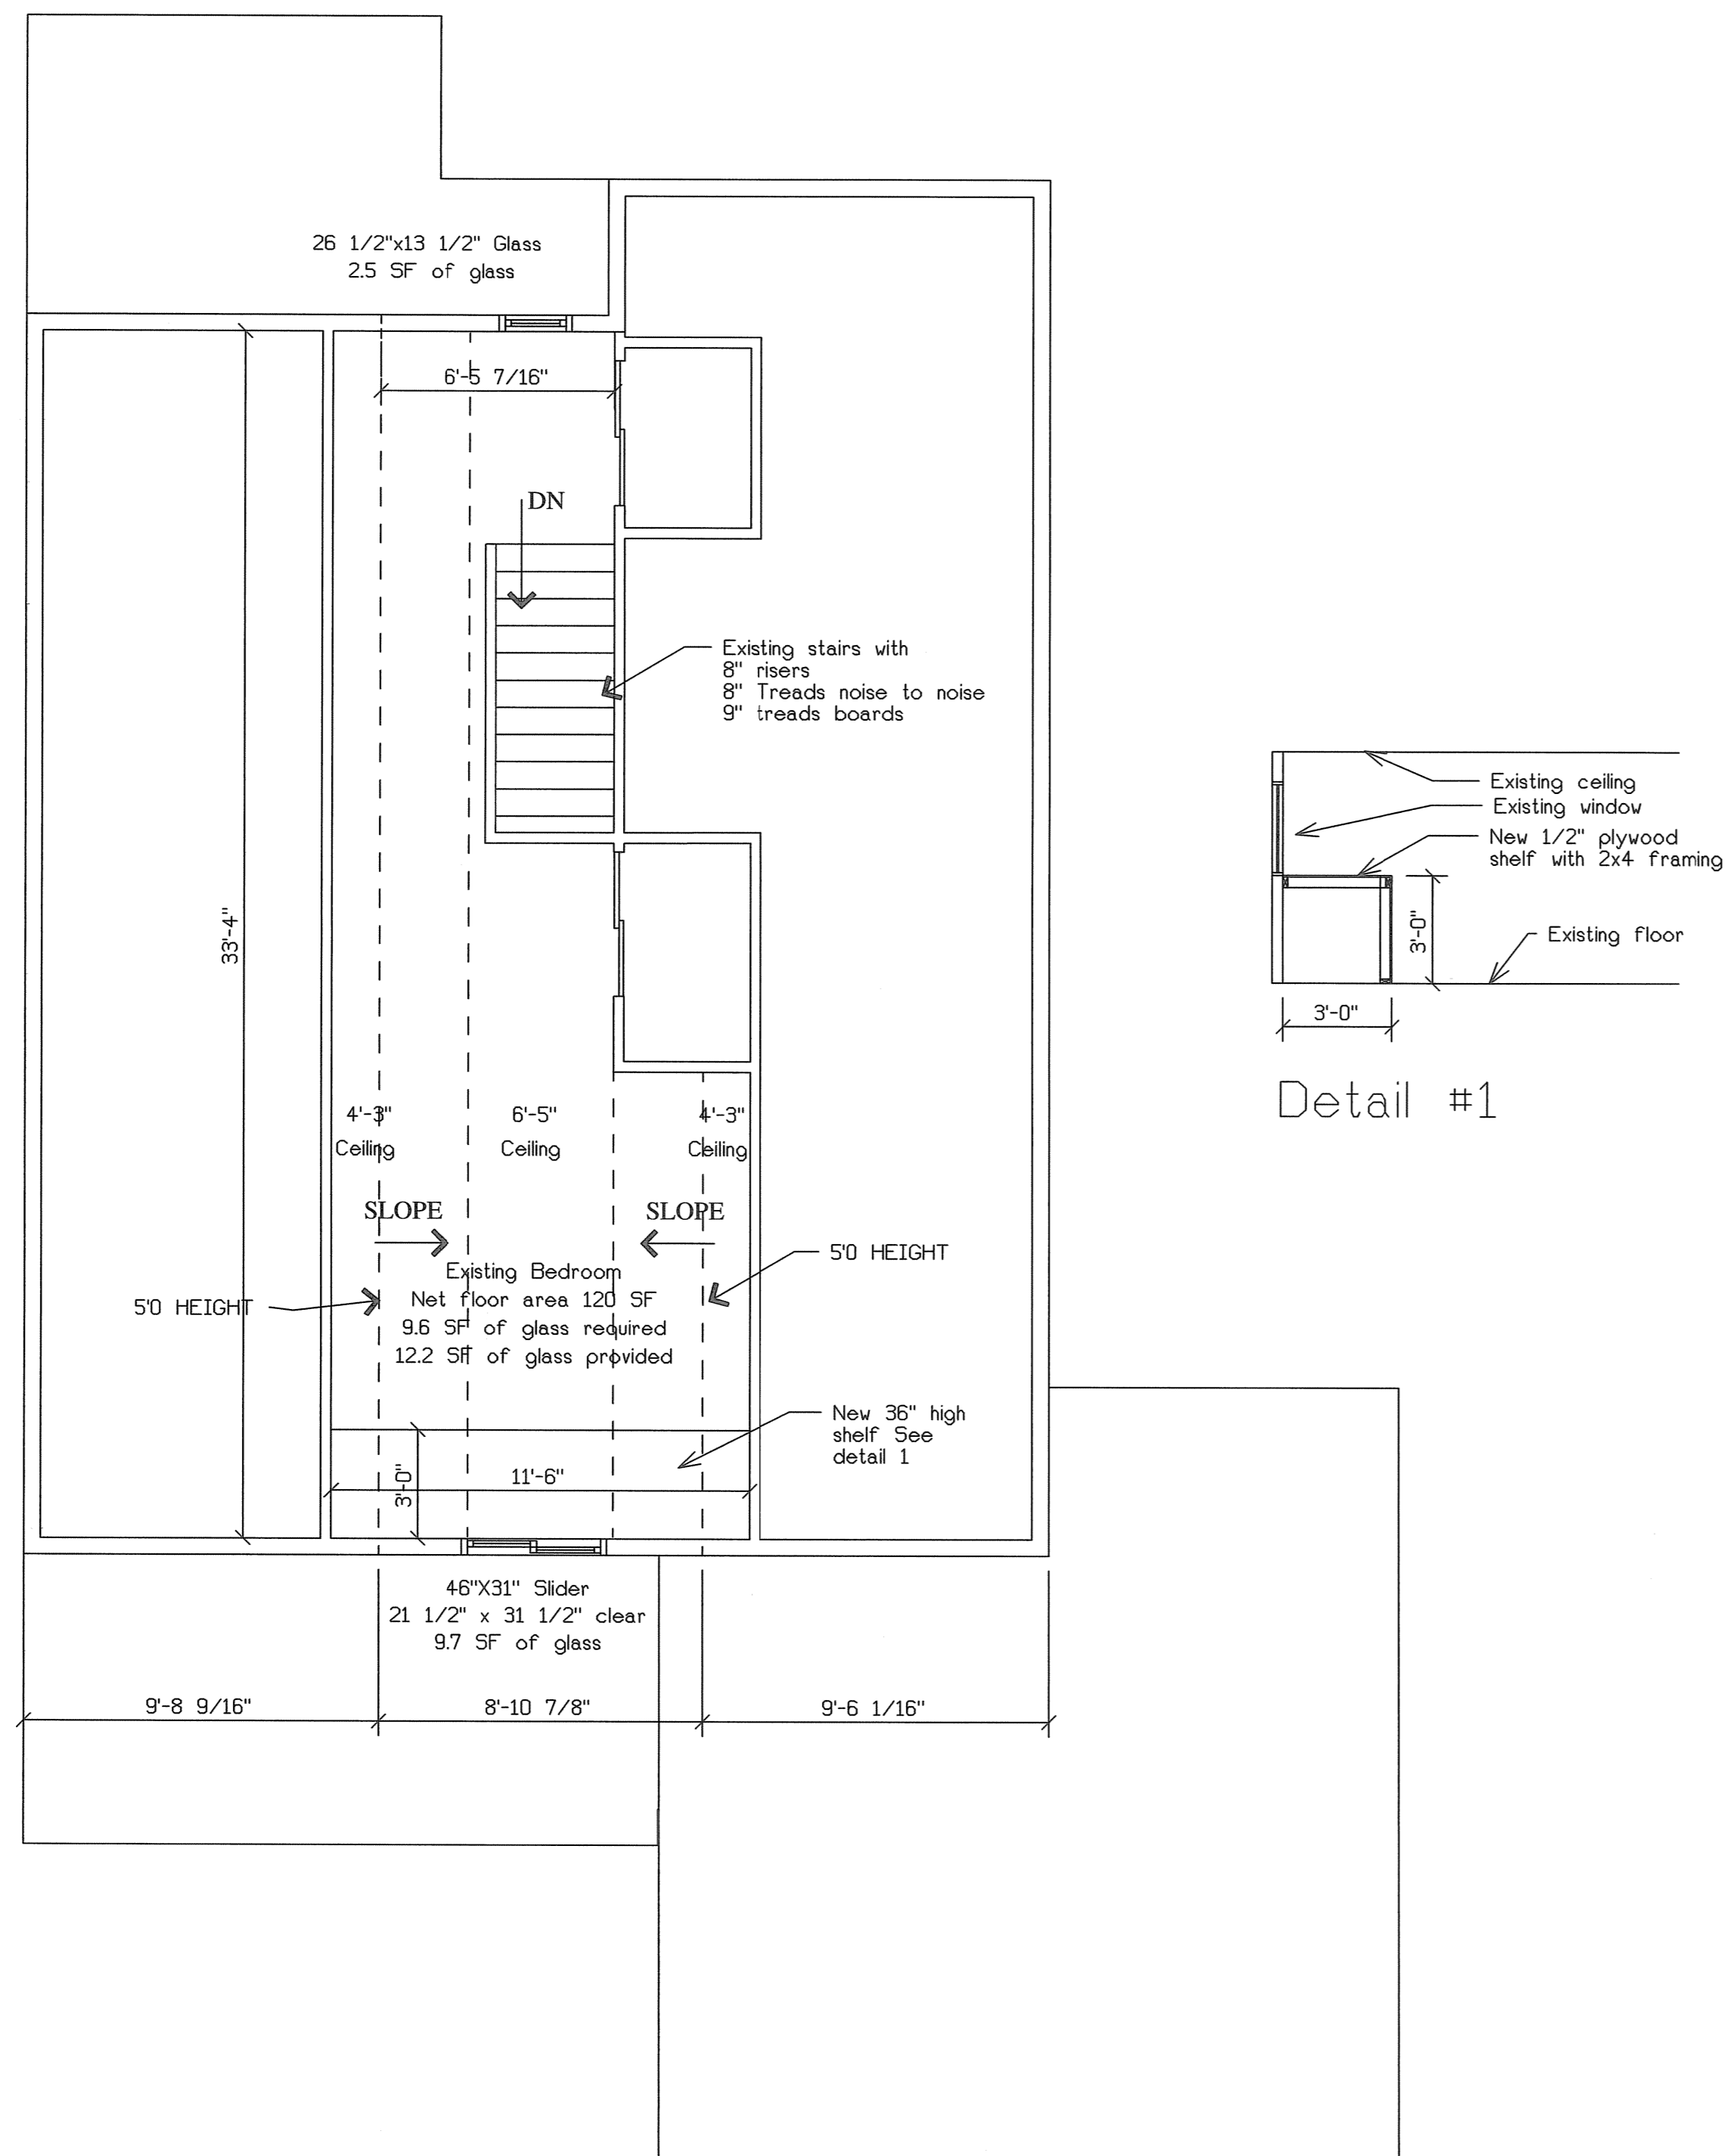 26 1/2"x13 1/2" Glass
2.5 SF of glass
6'-5 7/16"
DN
Existing stairs with
8" risers
8" Treads noise to noise
9" treads boards
33'-4"
4'-3"
Ceiling
6'-5"
Ceiling
4'-3"
Ceiling
SLOPE
SLOPE
5'0 HEIGHT
5'0 HEIGHT
Existing Bedroom
Net floor area 120 SF
9.6 SF of glass required
12.2 SF of glass provided
New 36" high
shelf See
detail 1
3'-0"
11'-6"
46"X31" Slider
21 1/2" x 31 1/2" clear
9.7 SF of glass
9'-8 9/16"
8'-10 7/8"
9'-6 1/16"
Existing ceiling
Existing window
New 1/2" plywood
shelf with 2x4 framing
3'-0"
Existing floor
3'-0"
Detail #1